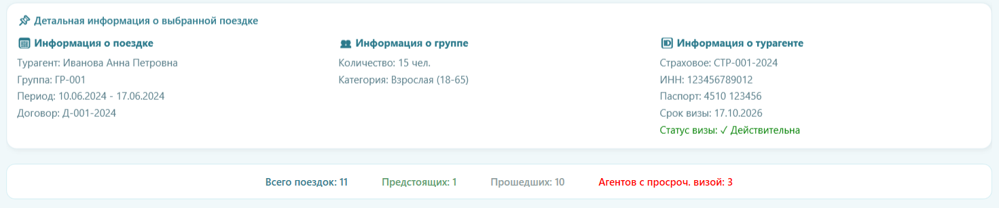 Детальная информация о выбранной поездке
Информация о поездке
Турагент: Иванова Анна Петровна
Группа: ГР-001
Период: 10.06.2024 - 17.06.2024
Договор: Д-001-2024
Информация о группе
Количество: 15 чел.
Категория: Взрослая (18-65)
Информация о турагенте
Страховое: СТР-001-2024
ИНН: 123456789012
Паспорт: 4510 123456
Срок визы: 17.10.2026
Статус визы: ✓ Действительна
Всего поездок: 11 Предстоящих: 1 Прошедших: 10 Агентов с просроч. визой: 3